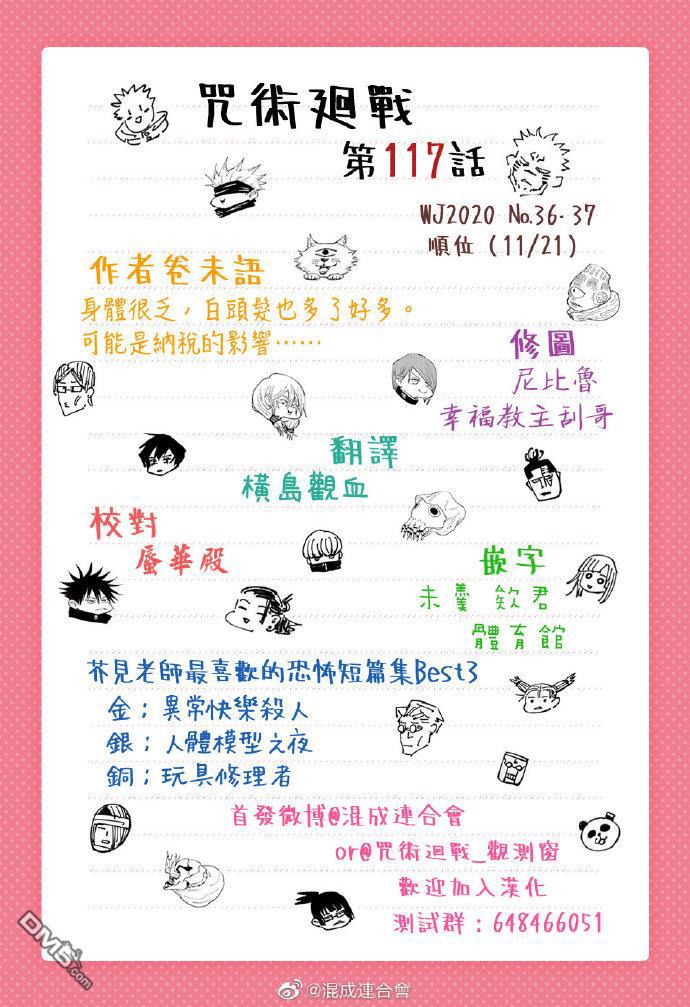 咒術迴戰
第117話
WJ2020 No.36-37
順位(11/21)
作者卷末語
身體很乏，白頭髮也多了好多。
可能是納稅的影響……
修圖
尼比魯
幸福教主刮哥
翻譯
橫島觀血
校對
蜃華殿
嵌字
未羲 欽君
體育館
芥見老師最喜歡的恐怖短篇集Best3
金；異常快樂殺人
銀；人體模型之夜
銅；玩具修理者
首發微博@混成連合會
or@咒術迴戰_觀測窗
歡迎加入漢化
測試群：648466051
DM5.com
@混成連合會